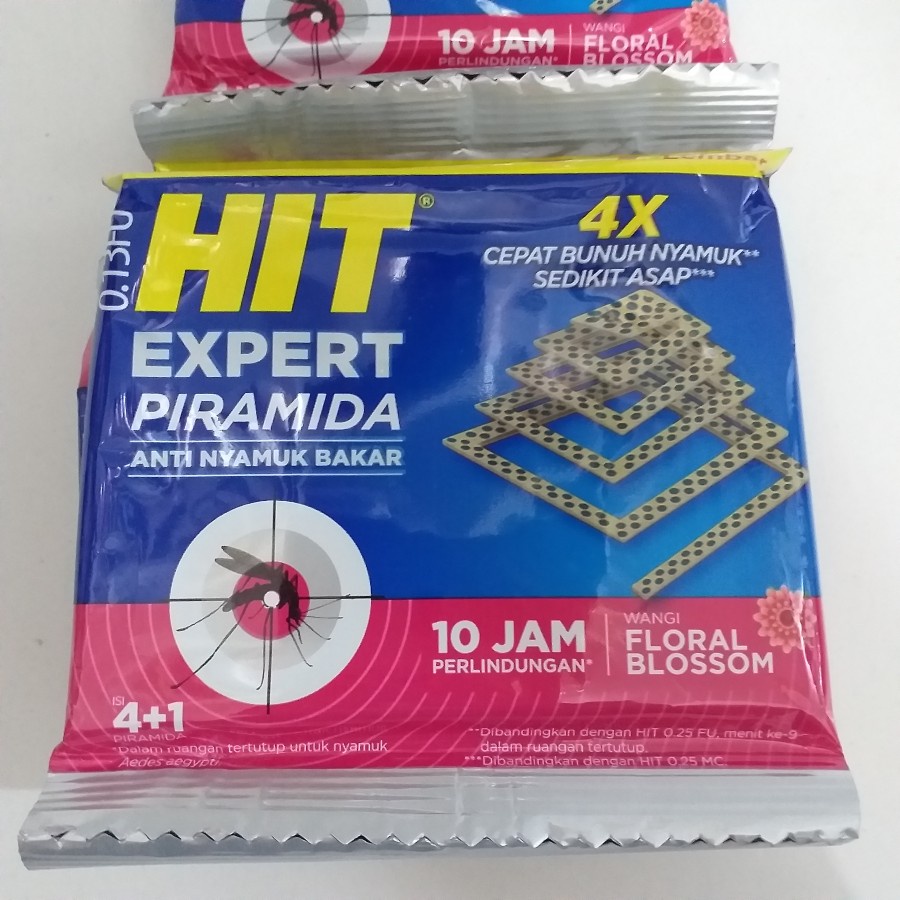 10 JAM
PERLINDUNGAN*
WANGI
FLORAL
BLOSSOM
0.13FU
HIT®
EXPERT
PIRAMIDA
ANTI NYAMUK BAKAR
4X
CEPAT BUNUH NYAMUK**
SEDIKIT ASAP***
10 JAM
PERLINDUNGAN*
WANGI
FLORAL
BLOSSOM
ISI
4+1
PIRAMIDA
*Dalam ruangan tertutup untuk nyamuk
Aedes aegypti
**Dibandingkan dengan HIT 0.25 FU, menit ke-9
dalam ruangan tertutup.
***Dibandingkan dengan HIT 0.25 MC